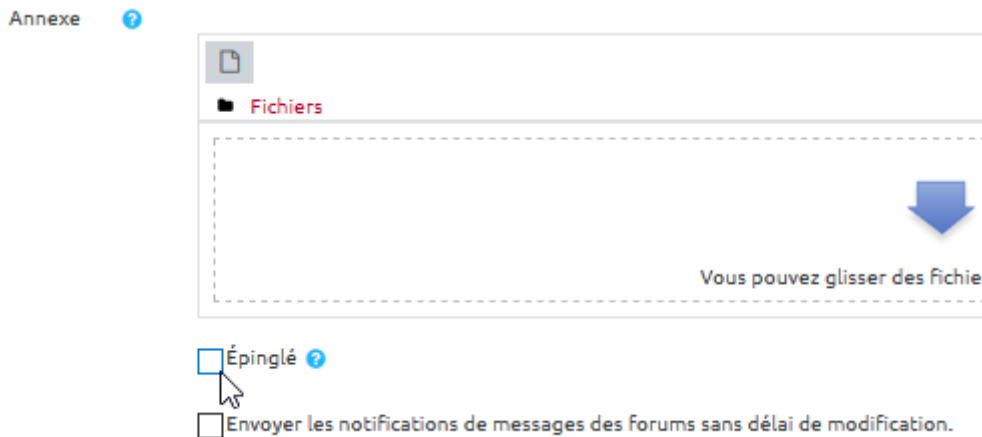 Annexe
Fichiers
Vous pouvez glisser des fichie
Épinglé
Envoyer les notifications de messages des forums sans délai de modification.